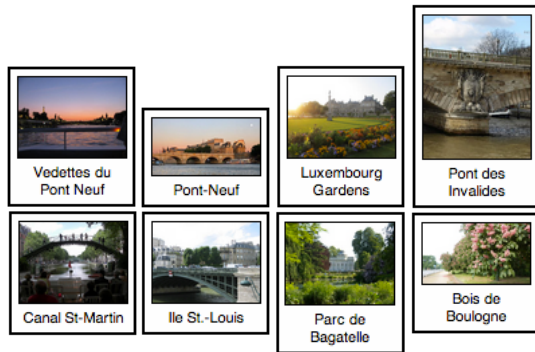 Vedettes du
Pont Neuf
Pont-Neuf
Luxembourg
Gardens
Pont des
Invalides
Canal St-Martin
Ile St.-Louis
Parc de
Bagatelle
Bois de
Boulogne